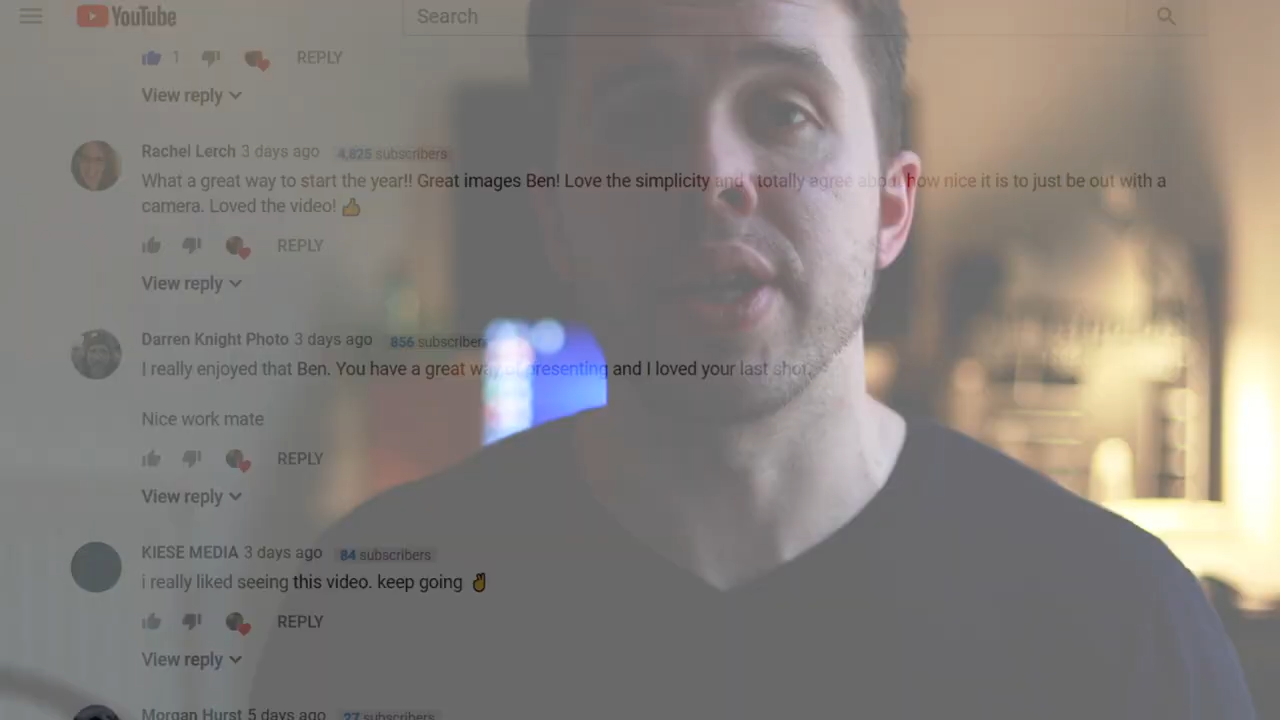 YouTube
Search
1
REPLY
View reply
Rachel Lerch 3 days ago 4,825 subscribers
What a great way to start the year!! Great images Ben! Love the simplicity and I totally agree about how nice it is to just be out with a
camera. Loved the video!
REPLY
View reply
Darren Knight Photo 3 days ago 856 subscribers
I really enjoyed that Ben. You have a great way of presenting and I loved your last shot.
Nice work mate
REPLY
View reply
KIESE MEDIA 3 days ago 84 subscribers
i really liked seeing this video. keep going
REPLY
View reply
Morgan Hurst 5 days ago 27 subscribers